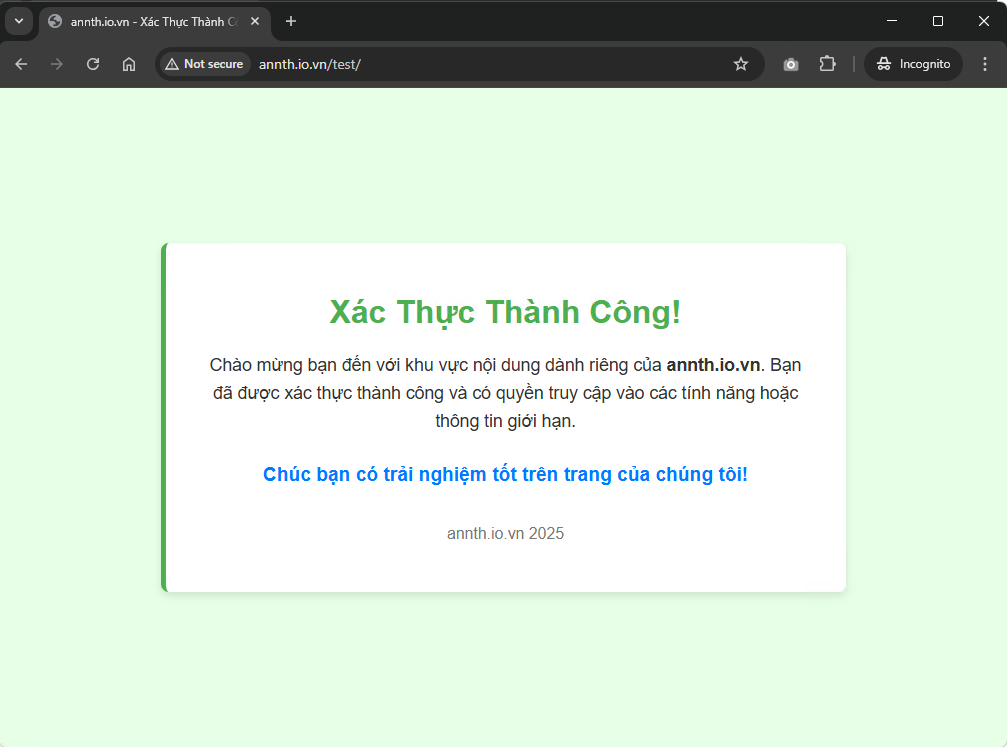 annth.io.vn - Xác Thực Thành C
Not secure
annth.io.vn/test/
Incognito
Xác Thực Thành Công!
Chào mừng bạn đến với khu vực nội dung dành riêng của annth.io.vn. Bạn
đã được xác thực thành công và có quyền truy cập vào các tính năng hoặc
thông tin giới hạn.
Chúc bạn có trải nghiệm tốt trên trang của chúng tôi!
annth.io.vn 2025